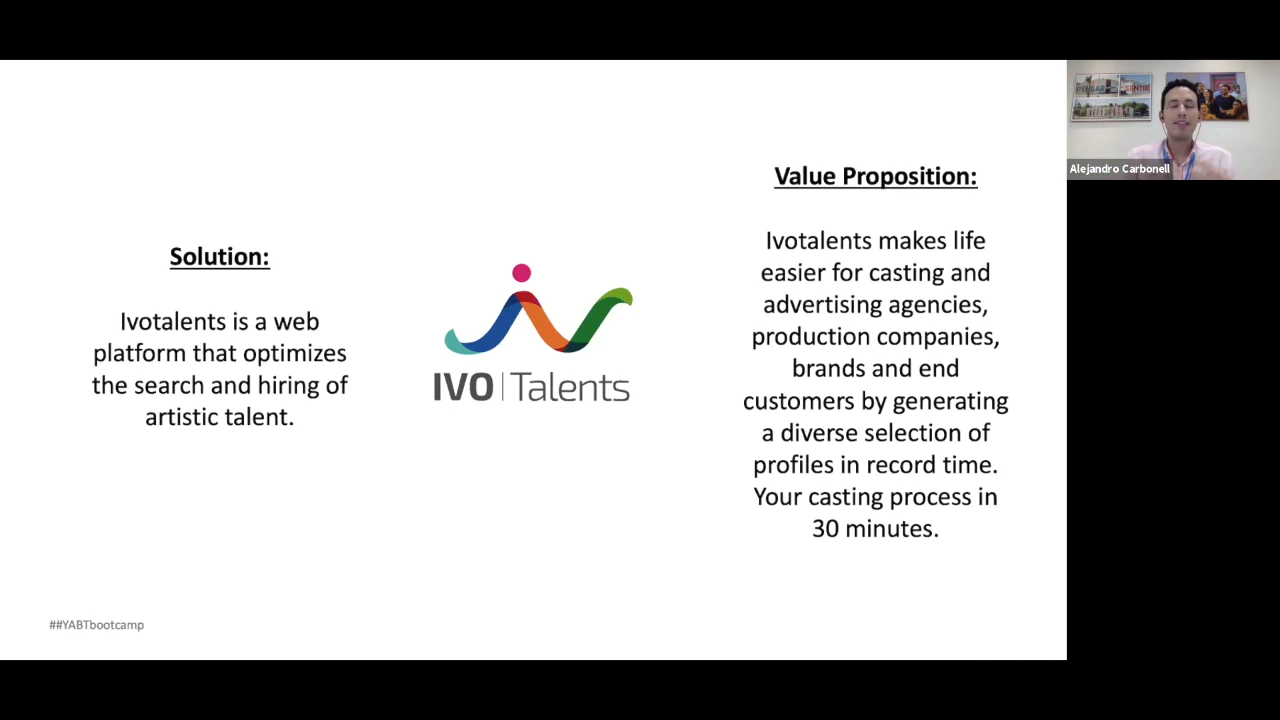 Solution:
Ivotalents is a web
platform that optimizes
the search and hiring of
artistic talent.
IVO | Talents
Value Proposition:
Ivotalents makes life
easier for casting and
advertising agencies,
production companies,
brands and end
customers by generating
a diverse selection of
profiles in record time.
Your casting process in
30 minutes.
##YABTbootcamp
PENSAR
SENTIR
Alejandro Carbonell